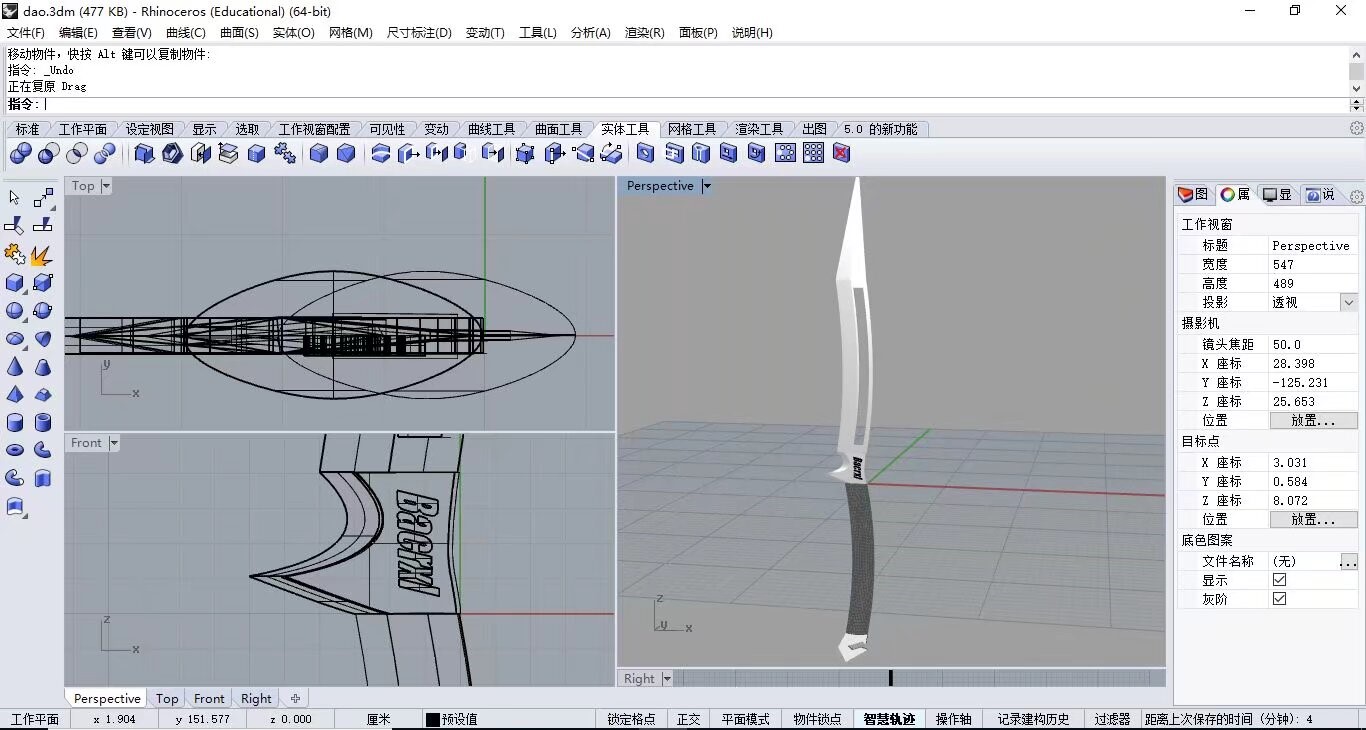 dao.3dm (477 KB) - Rhinoceros (Educational) (64-bit)
文件(F) 编辑(E) 查看(V) 曲线(C) 曲面(S) 实体(O) 网格(M) 尺寸标注(D) 变动(T) 工具(L) 分析(A) 渲染(R) 面板(P) 说明(H)
移动物件，快按 Alt 键可以复制物件:
指令: _Undo
正在复原 Drag
指令:
标准 工作平面 设定视图 显示 选取 工作视窗配置 可见性 变动 曲线工具 曲面工具 实体工具 网格工具 渲染工具 出图 5.0 的新功能
Top
y
x
Front
Bacrxl
z
x
Perspective
Bacrxl
z
y x
Right
图 属 显 说
工作视窗
标题 Perspective
宽度 547
高度 489
投影 透视
摄影机
镜头焦距 50.0
X 座标 28.398
Y 座标 -125.231
Z 座标 25.653
位置 放置...
目标点
X 座标 3.031
Y 座标 0.584
Z 座标 8.072
位置 放置...
底色图案
文件名称 (无) ...
显示
灰阶
Perspective Top Front Right
工作平面 x 1.904 y 151.577 z 0.000 厘米 预设值 锁定格点 正交 平面模式 物件锁点 智慧轨迹 操作轴 记录建构历史 过滤器 距离上次保存的时间 (分钟): 4